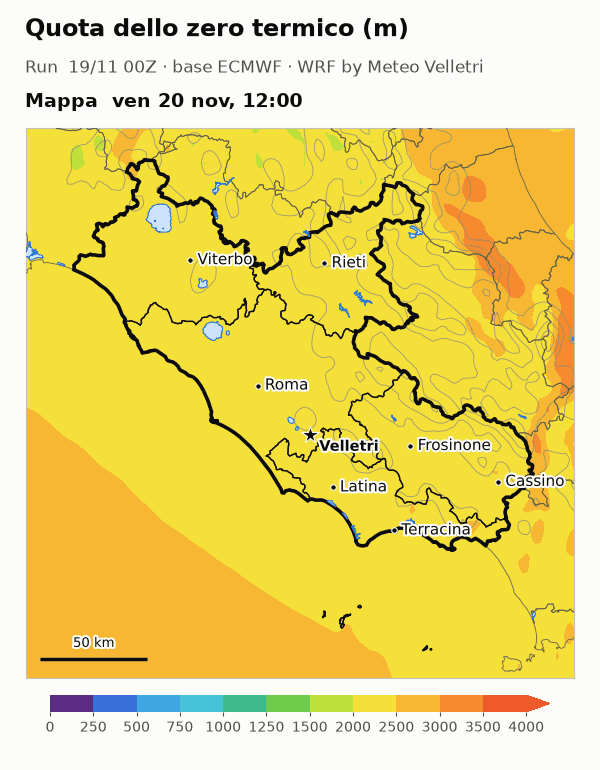 Quota dello zero termico (m)
Run 19/11 00Z · base ECMWF · WRF by Meteo Velletri
Mappa ven 20 nov, 12:00
Viterbo
Rieti
Roma
Velletri
Frosinone
Cassino
Latina
Terracina
50 km
0 250 500 750 1000 1250 1500 2000 2500 3000 3500 4000